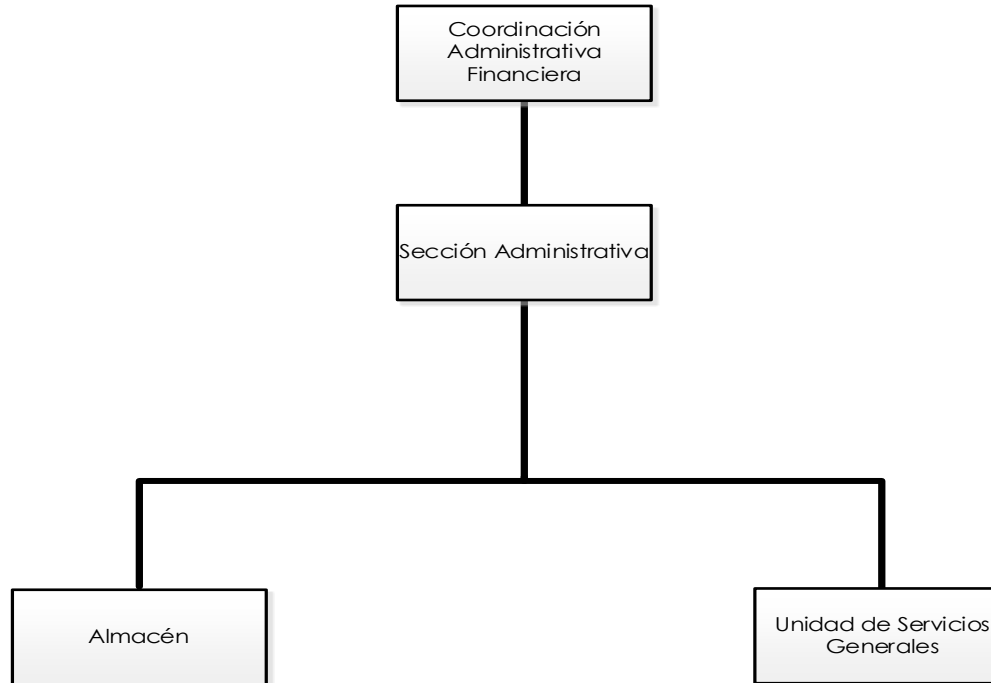 Coordinación
Administrativa
Financiera
Sección Administrativa
Almacén
Unidad de Servicios
Generales